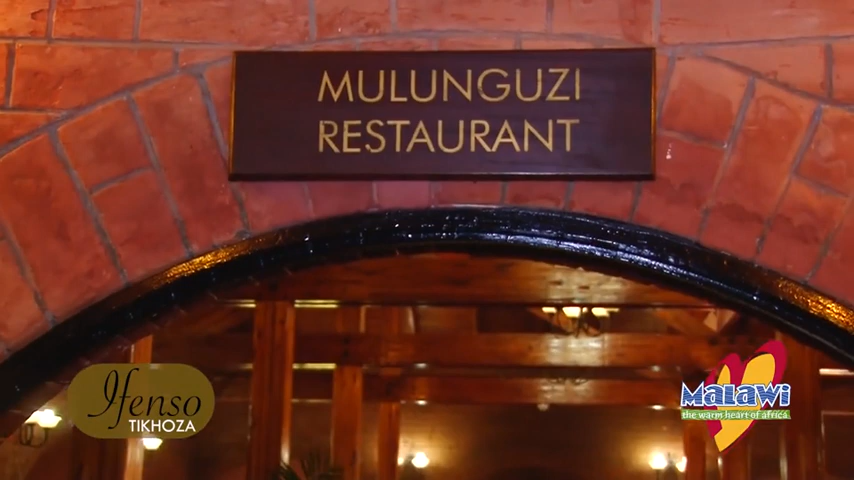 MULUNGUZI
RESTAURANT
Ifenso
TIKHOZA
MALAWI
the warm heart of africa